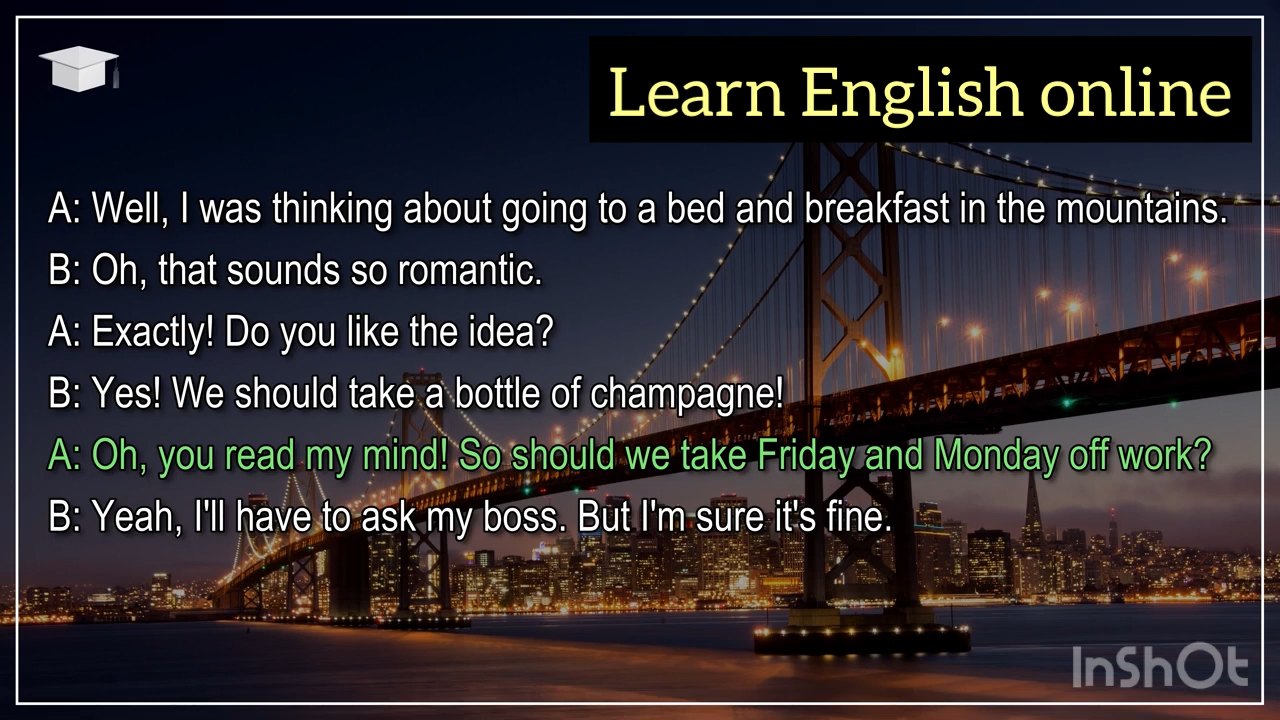 Learn English online
A: Well, I was thinking about going to a bed and breakfast in the mountains.
B: Oh, that sounds so romantic.
A: Exactly! Do you like the idea?
B: Yes! We should take a bottle of champagne!
A: Oh, you read my mind! So should we take Friday and Monday off work?
B: Yeah, I'll have to ask my boss. But I'm sure it's fine.
InShOt